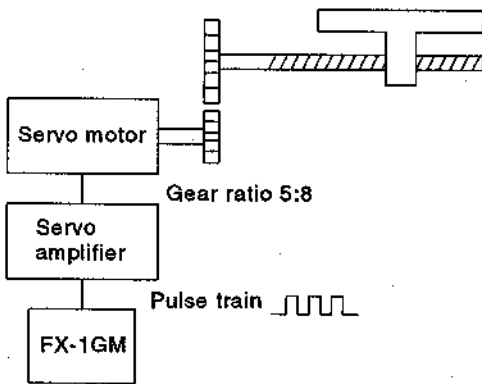 Servo motor
Gear ratio 5:8
Servo
amplifier
Pulse train
FX-1GM